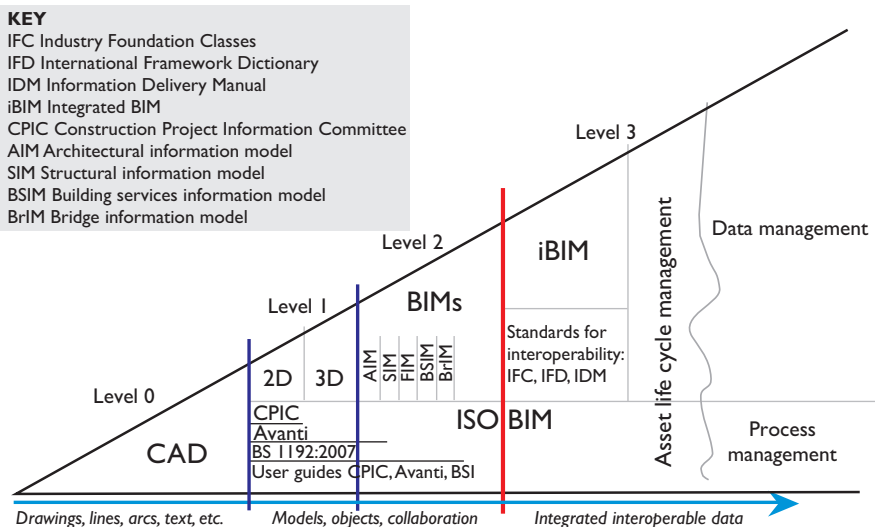 KEY
IFC Industry Foundation Classes
IFD International Framework Dictionary
IDM Information Delivery Manual
iBIM Integrated BIM
CPIC Construction Project Information Committee
AIM Architectural information model
SIM Structural information model
BSIM Building services information model
BrIM Bridge information model
Level 0
Level 1
Level 2
Level 3
CAD
2D
3D
BIMs
AIM
SIM
FIM
BSIM
BrIM
iBIM
Standards for
interoperability:
IFC, IFD, IDM
CPIC
Avanti
BS 1192:2007
User guides CPIC, Avanti, BSI
ISO BIM
Asset life cycle management
Data management
Process
management
Drawings, lines, arcs, text, etc.
Models, objects, collaboration
Integrated interoperable data